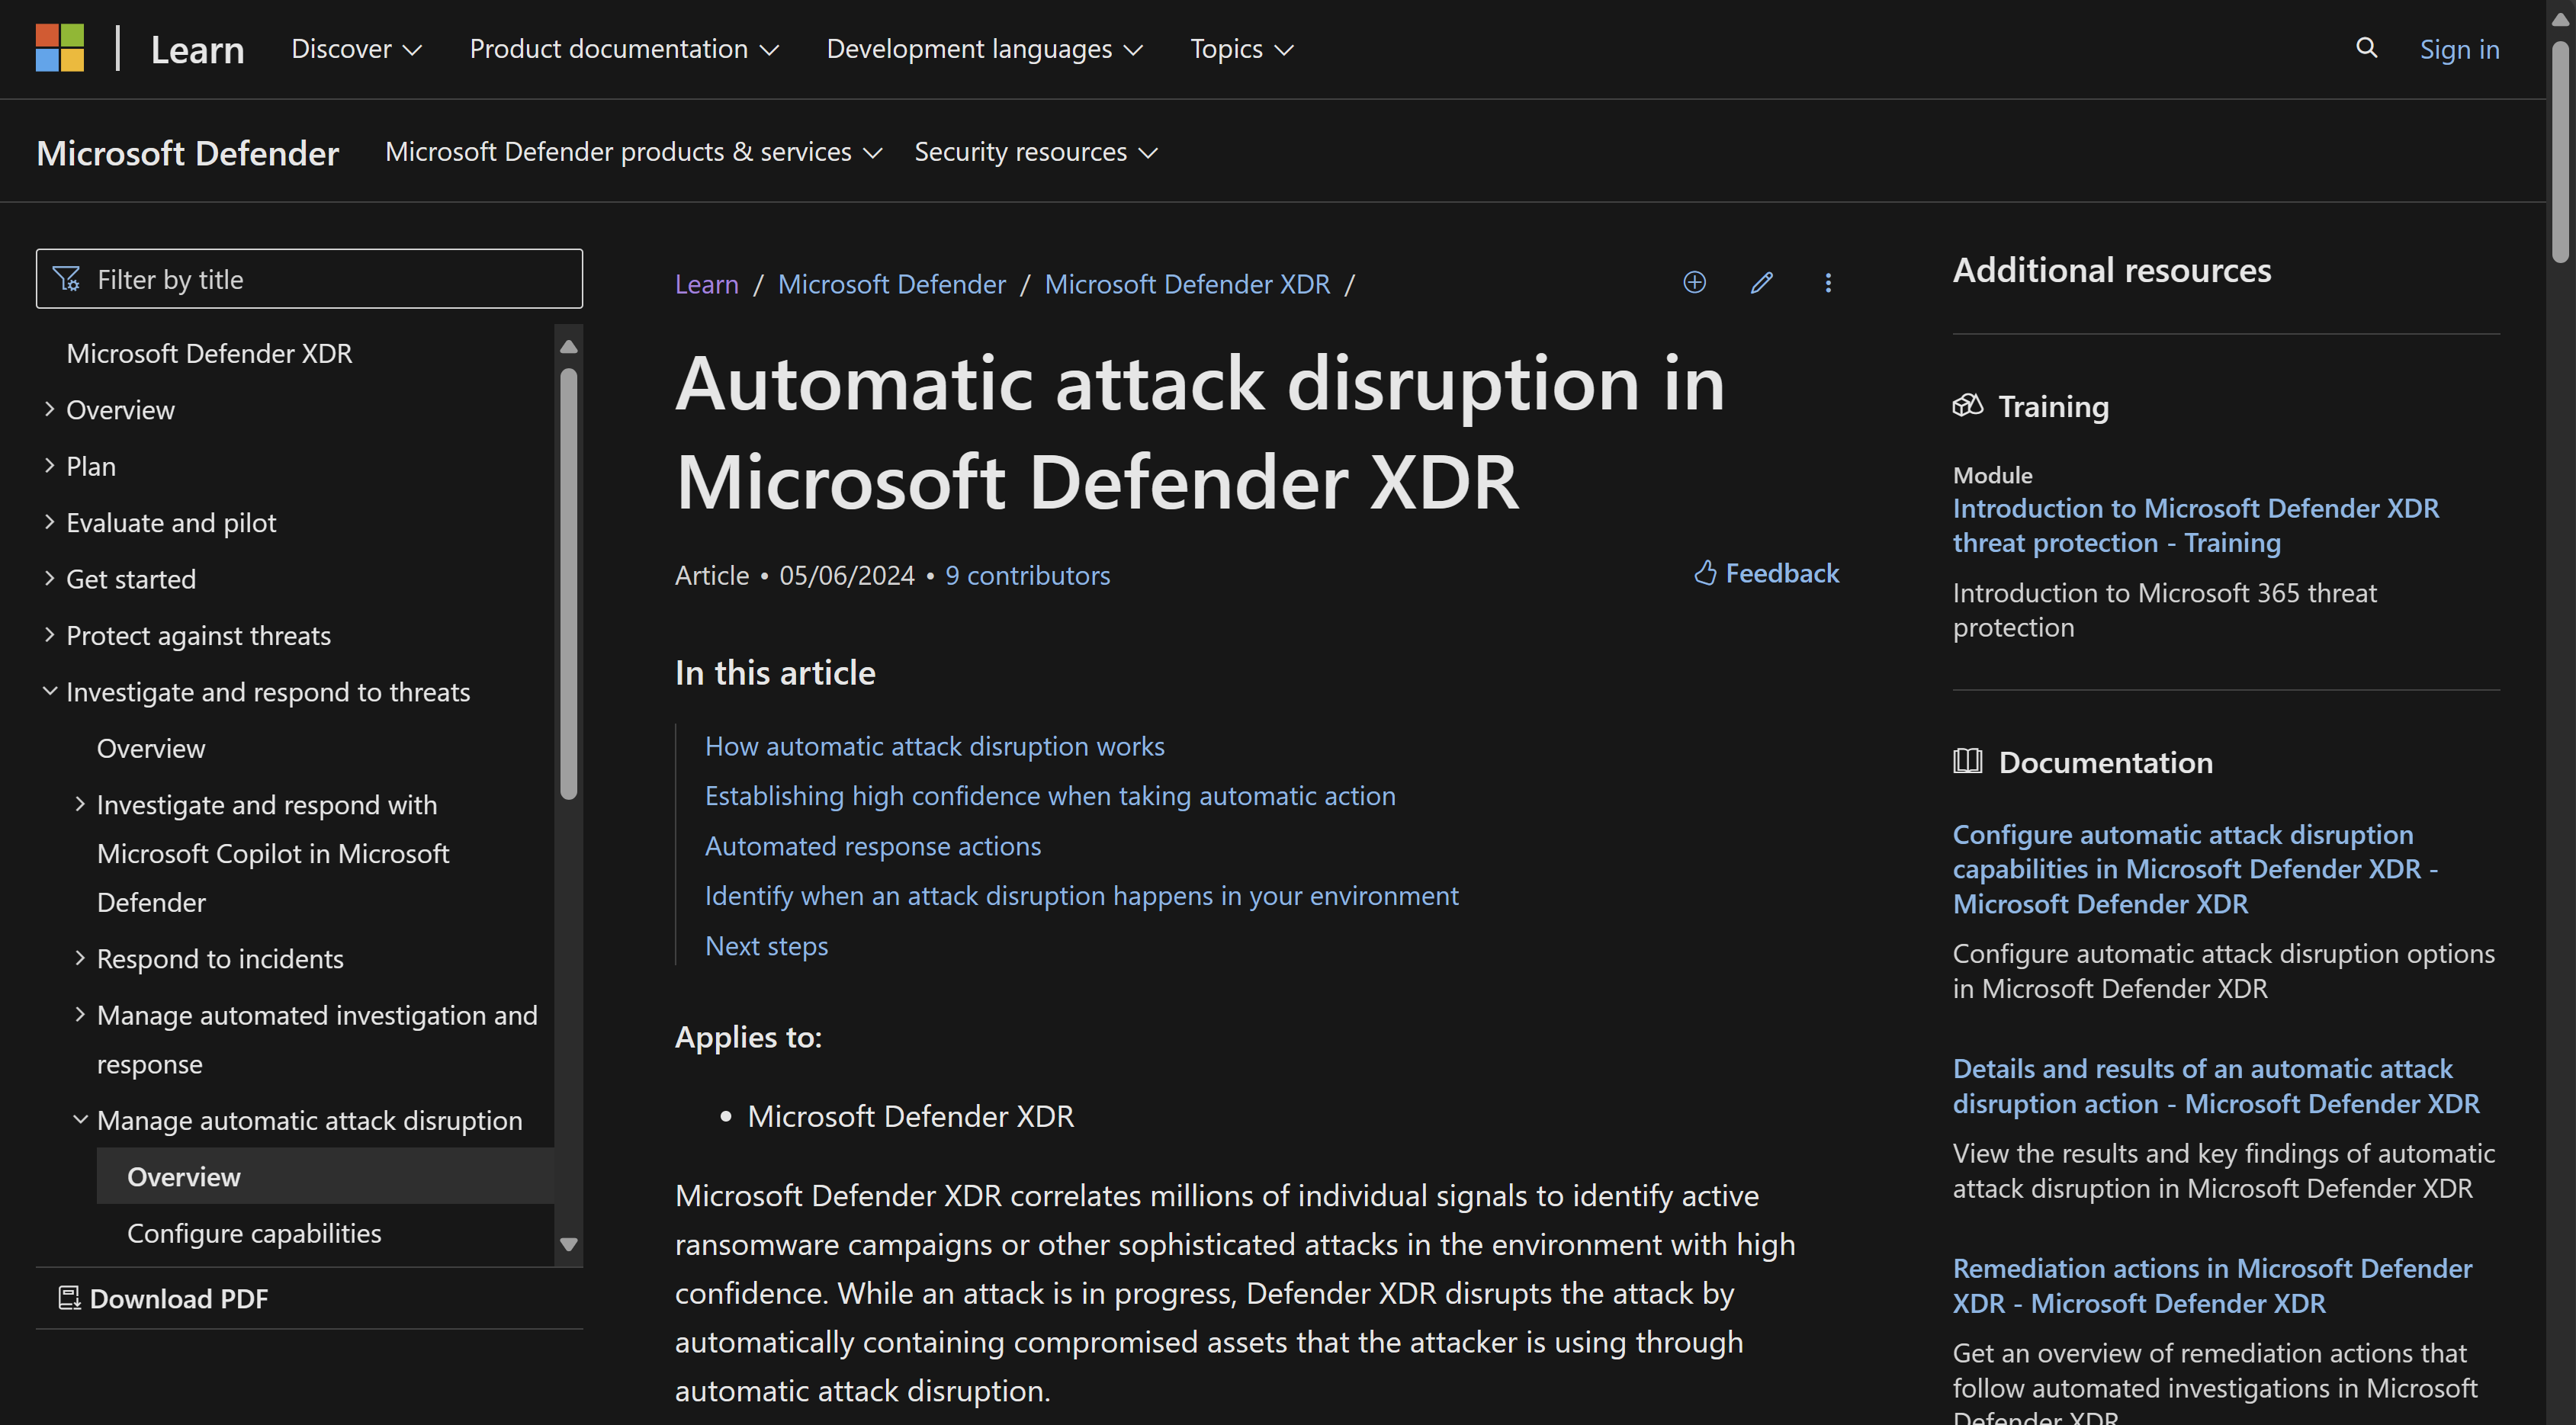 Learn
Discover
Product documentation
Development languages
Topics
Sign in
Microsoft Defender
Microsoft Defender products & services
Security resources
Filter by title
Microsoft Defender XDR
Overview
Plan
Evaluate and pilot
Get started
Protect against threats
Investigate and respond to threats
Overview
Investigate and respond with
Microsoft Copilot in Microsoft
Defender
Respond to incidents
Manage automated investigation and
response
Manage automatic attack disruption
Overview
Configure capabilities
Download PDF
Learn / Microsoft Defender / Microsoft Defender XDR /
Automatic attack disruption in
Microsoft Defender XDR
Article • 05/06/2024 • 9 contributors
Feedback
In this article
How automatic attack disruption works
Establishing high confidence when taking automatic action
Automated response actions
Identify when an attack disruption happens in your environment
Next steps
Applies to:
• Microsoft Defender XDR
Microsoft Defender XDR correlates millions of individual signals to identify active
ransomware campaigns or other sophisticated attacks in the environment with high
confidence. While an attack is in progress, Defender XDR disrupts the attack by
automatically containing compromised assets that the attacker is using through
automatic attack disruption.
Additional resources
Training
Module
Introduction to Microsoft Defender XDR
threat protection - Training
Introduction to Microsoft 365 threat
protection
Documentation
Configure automatic attack disruption
capabilities in Microsoft Defender XDR -
Microsoft Defender XDR
Configure automatic attack disruption options
in Microsoft Defender XDR
Details and results of an automatic attack
disruption action - Microsoft Defender XDR
View the results and key findings of automatic
attack disruption in Microsoft Defender XDR
Remediation actions in Microsoft Defender
XDR - Microsoft Defender XDR
Get an overview of remediation actions that
follow automated investigations in Microsoft
Defender XDR